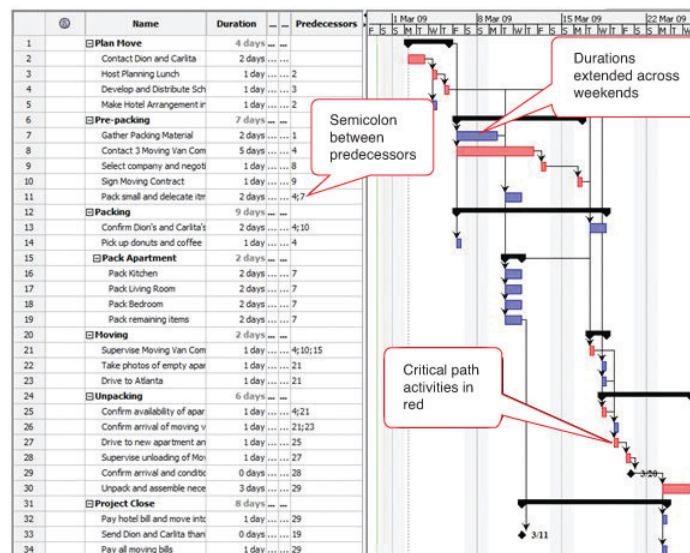 Name Duration ... ... Predecessors
1 Mar 09 8 Mar 09 15 Mar 09 22 Mar 09
F S S M T W T F S S M T W T F S S M T W T F S S M T W
1 Plan Move 4 days ... ...
2 Contact Dion and Carlita 2 days ... ...
3 Host Planning Lunch 1 day ... ... 2
4 Develop and Distribute Sch 1 day ... ... 3
5 Make Hotel Arrangement in 1 day ... ... 2
6 Pre-packing 7 days ... ...
7 Gather Packing Material 2 days ... ... 1
8 Contact 3 Moving Van Com 5 days ... ... 4
9 Select company and negoti 1 day ... ... 8
10 Sign Moving Contract 1 day ... ... 9
11 Pack small and delecate itm 2 days ... ... 4;7
12 Packing 9 days ... ...
13 Confirm Dion's and Carlita's 2 days ... ... 4;10
14 Pick up donuts and coffee 1 day ... ... 4
15 Pack Apartment 2 days ... ...
16 Pack Kitchen 2 days ... ... 7
17 Pack Living Room 2 days ... ... 7
18 Pack Bedroom 2 days ... ... 7
19 Pack remaining items 2 days ... ... 7
20 Moving 2 days ... ...
21 Supervise Moving Van Com 1 day ... ... 4;10;15
22 Take photos of empty apar 1 day ... ... 21
23 Drive to Atlanta 1 day ... ... 21
24 Unpacking 6 days ... ...
25 Confirm availability of apar 1 day ... ... 4;21
26 Confirm arrival of moving v 1 day ... ... 21;23
27 Drive to new apartment an 1 day ... ... 25
28 Supervise unloading of Mov 1 day ... ... 27
29 Confirm arrival and conditic 0 days ... ... 28
30 Unpack and assemble nece 3 days ... ... 29
31 Project Close 8 days ... ...
32 Pay hotel bill and move into 1 day ... ... 29
33 Send Dion and Carlita than 0 days ... ... 19
34 Pay all moving bills 1 day ... ... 29
Durations
extended across
weekends
Semicolon
between
predecessors
Critical path
activities in
red
3/20
3/11